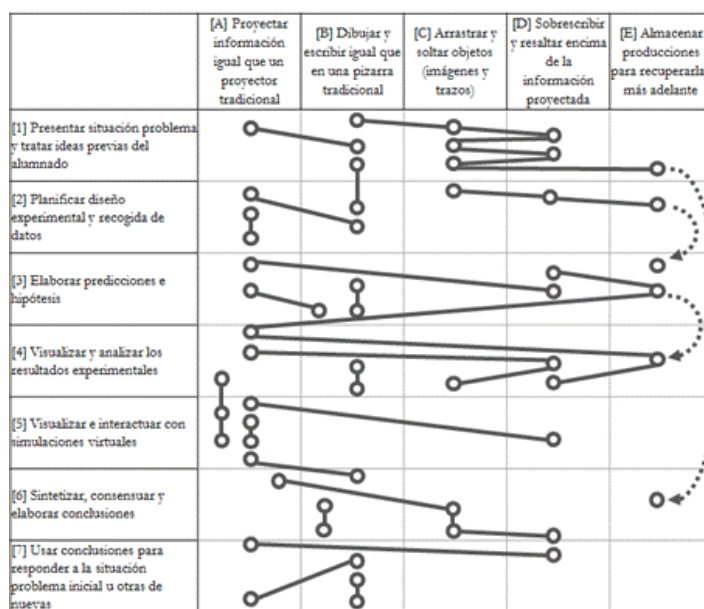 [A] Proyectar
información
igual que un
proyector
tradicional
[B] Dibujar y
escribir igual que
en una pizarra
tradicional
[C] Arrastrar y
soltar objetos
(imágenes y
trazos)
[D] Sobrescribir
y resaltar encima
de la
información
proyectada
[E] Almacenar
producciones
para recuperarla
más adelante
[1] Presentar situación problema
y tratar ideas previas del
alumnado
[2] Planificar diseño
experimental y recogida de
datos
[3] Elaborar predicciones e
hipótesis
[4] Visualizar y analizar los
resultados experimentales
[5] Visualizar e interactuar con
simulaciones virtuales
[6] Sintetizar, consensuar y
elaborar conclusiones
[7] Usar conclusiones para
responder a la situación
problema inicial u otras de
nuevas